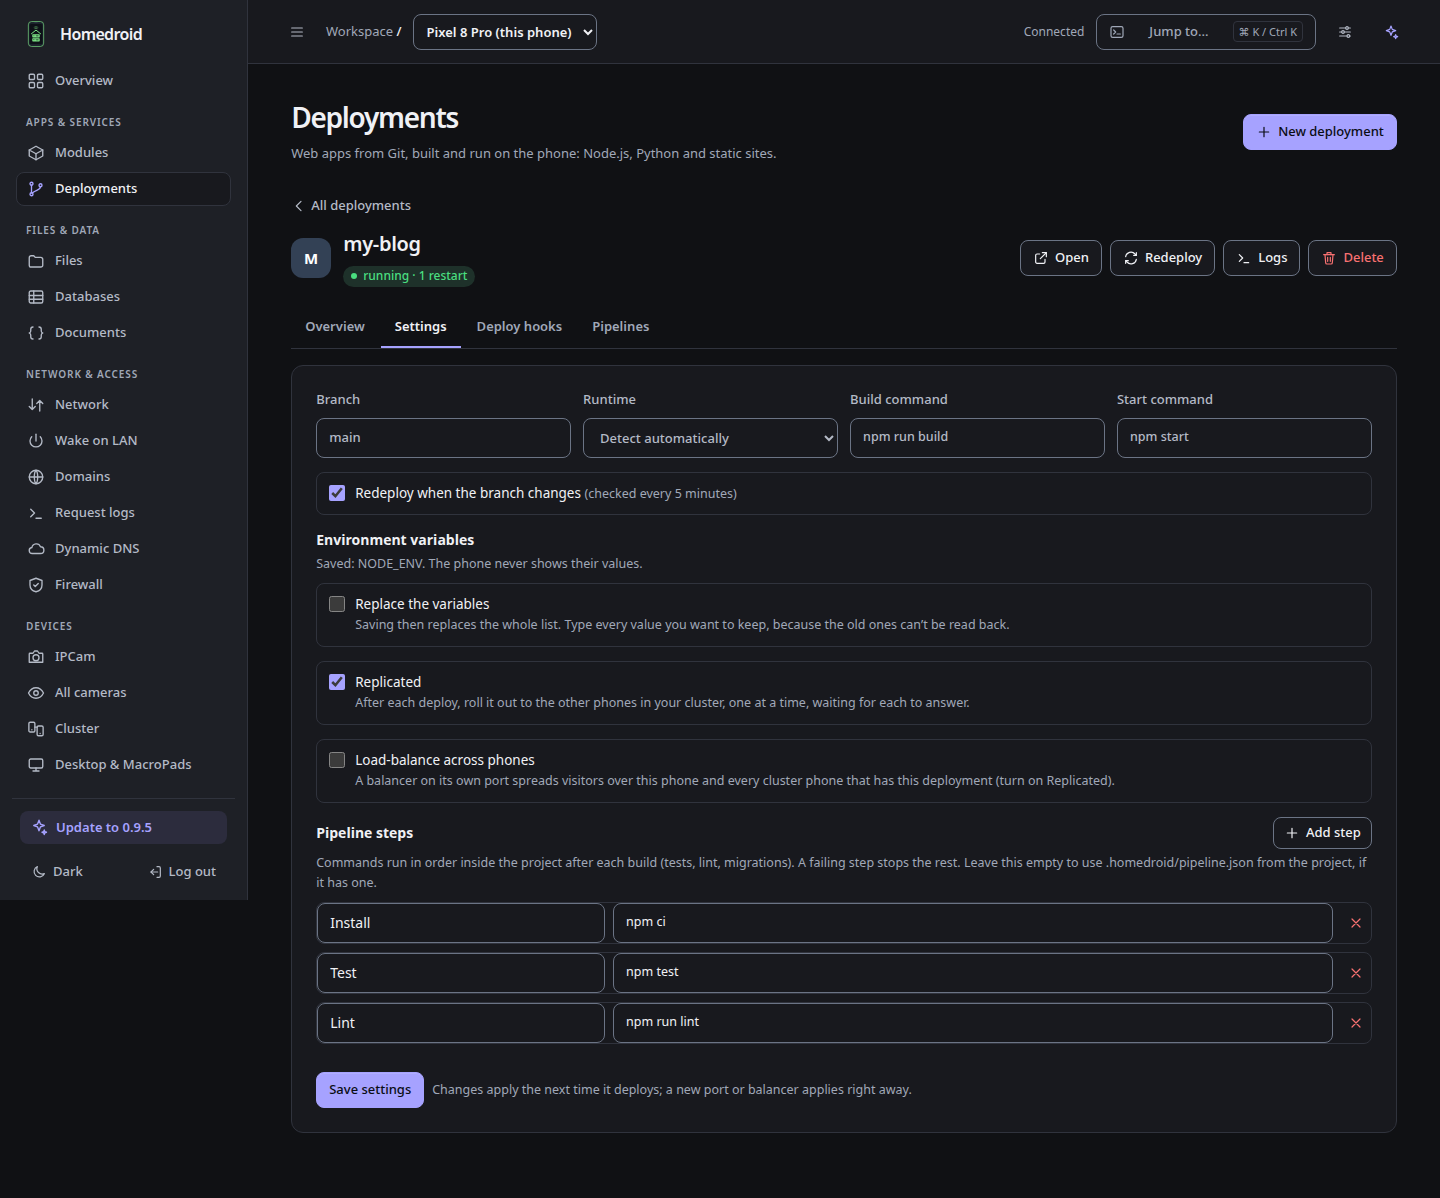 Homedroid
Overview
APPS & SERVICES
Modules
Deployments
FILES & DATA
Files
Databases
Documents
NETWORK & ACCESS
Network
Wake on LAN
Domains
Request logs
Dynamic DNS
Firewall
DEVICES
IPCam
All cameras
Cluster
Desktop & MacroPads
Update to 0.9.5
Dark
Log out
Workspace /
Pixel 8 Pro (this phone)
Connected
Jump to...
⌘ K / Ctrl K
Deployments
Web apps from Git, built and run on the phone: Node.js, Python and static sites.
New deployment
All deployments
M
my-blog
running · 1 restart
Open
Redeploy
Logs
Delete
Overview
Settings
Deploy hooks
Pipelines
Branch
Runtime
Build command
Start command
main
Detect automatically
npm run build
npm start
Redeploy when the branch changes (checked every 5 minutes)
Environment variables
Saved: NODE_ENV. The phone never shows their values.
Replace the variables
Saving then replaces the whole list. Type every value you want to keep, because the old ones can't be read back.
Replicated
After each deploy, roll it out to the other phones in your cluster, one at a time, waiting for each to answer.
Load-balance across phones
A balancer on its own port spreads visitors over this phone and every cluster phone that has this deployment (turn on Replicated).
Pipeline steps
Add step
Commands run in order inside the project after each build (tests, lint, migrations). A failing step stops the rest. Leave this empty to use .homedroid/pipeline.json from the project, if
it has one.
Install
npm ci
Test
npm test
Lint
npm run lint
Save settings
Changes apply the next time it deploys; a new port or balancer applies right away.